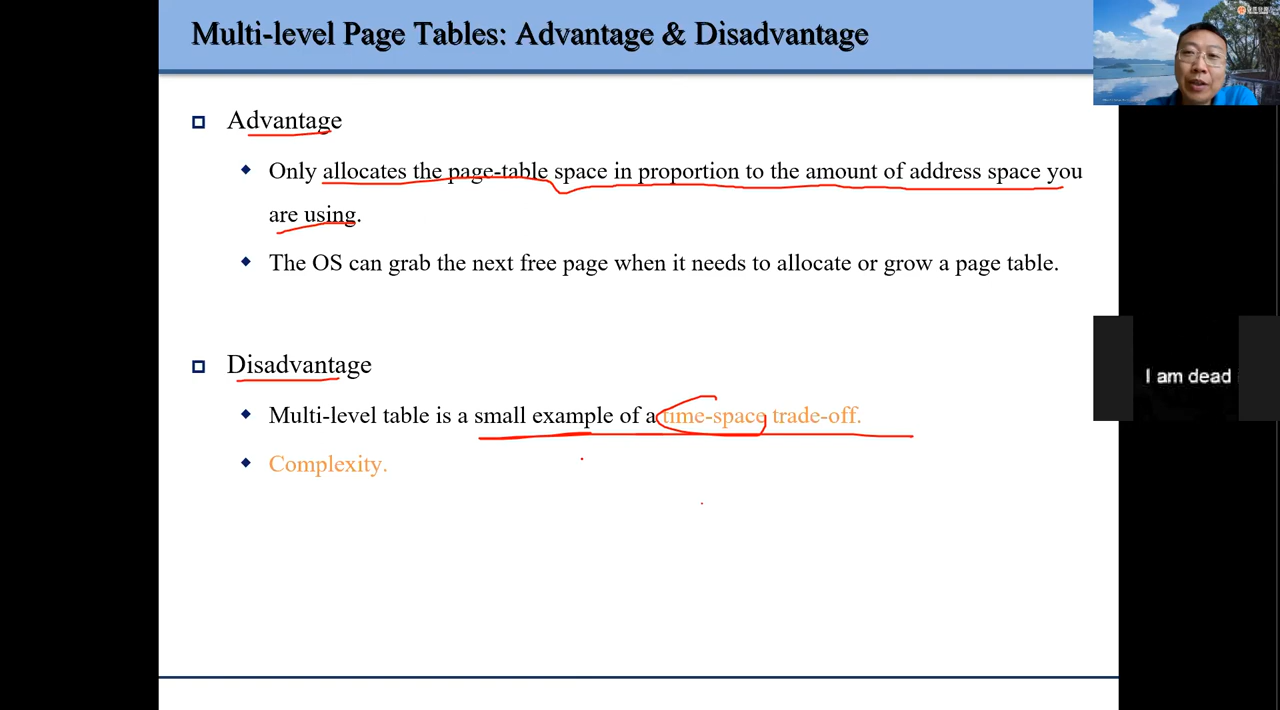 Multi-level Page Tables: Advantage & Disadvantage
Advantage
Only allocates the page-table space in proportion to the amount of address space you
are using.
The OS can grab the next free page when it needs to allocate or grow a page table.
Disadvantage
Multi-level table is a small example of a time-space trade-off.
Complexity.
I am dead